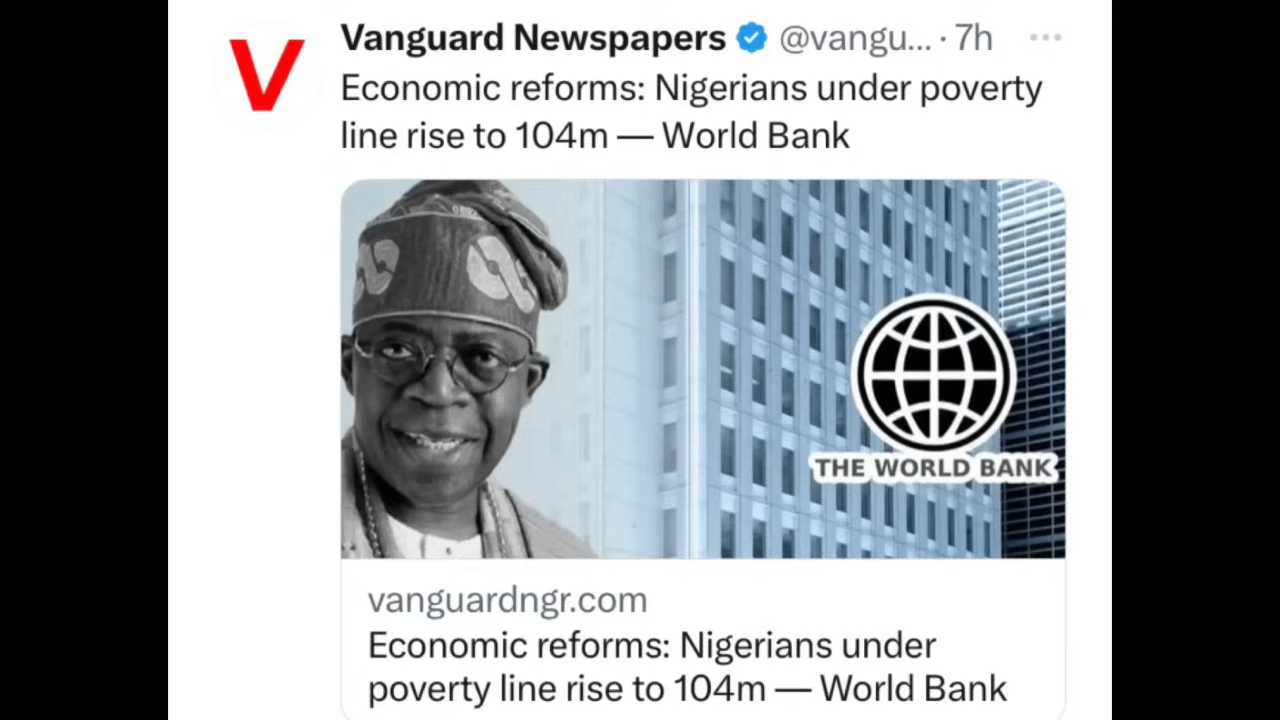 V
Vanguard Newspapers @vangu... · 7h
Economic reforms: Nigerians under poverty
line rise to 104m — World Bank
THE WORLD BANK
vanguardngr.com
Economic reforms: Nigerians under
poverty line rise to 104m — World Bank